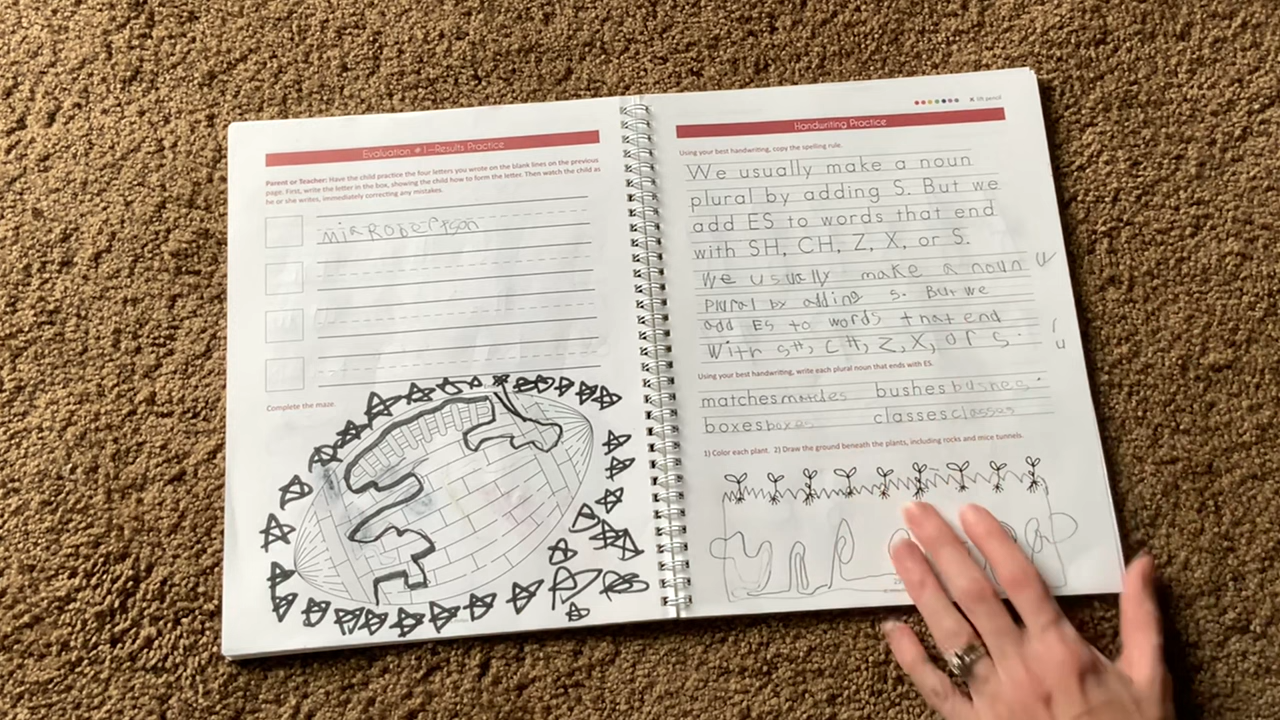 Evaluation #1—Results Practice
Parent or Teacher: Have the child practice the four letters you wrote on the blank lines on the previous
page. First, write the letter in the box, showing the child how to form the letter. Then watch the child as
he or she writes, immediately correcting any mistakes.
Complete the maze.
lift pencil
Handwriting Practice
Using your best handwriting, copy the spelling rule.
We usually make a noun
plural by adding S. But we
add ES to words that end
with SH, CH, Z, X, or S.
We usually make a noun
Plural by adding S. But we
add ES to words that end
With SH, CH, Z, X, or S.
Using your best handwriting, write each plural noun that ends with ES.
matches matches bushes bushes
boxes boxes classes classes
1) Color each plant. 2) Draw the ground beneath the plants, including rocks and mice tunnels.